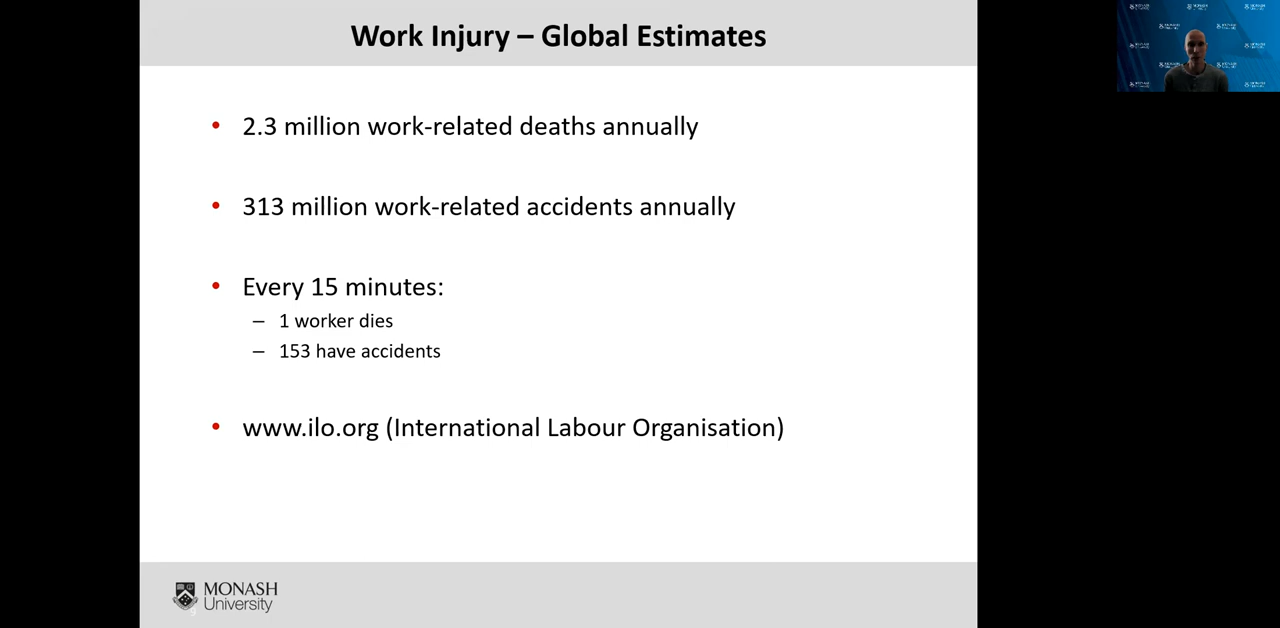 Work Injury – Global Estimates
• 2.3 million work-related deaths annually
• 313 million work-related accidents annually
• Every 15 minutes:
– 1 worker dies
– 153 have accidents
• www.ilo.org (International Labour Organisation)
MONASH
University